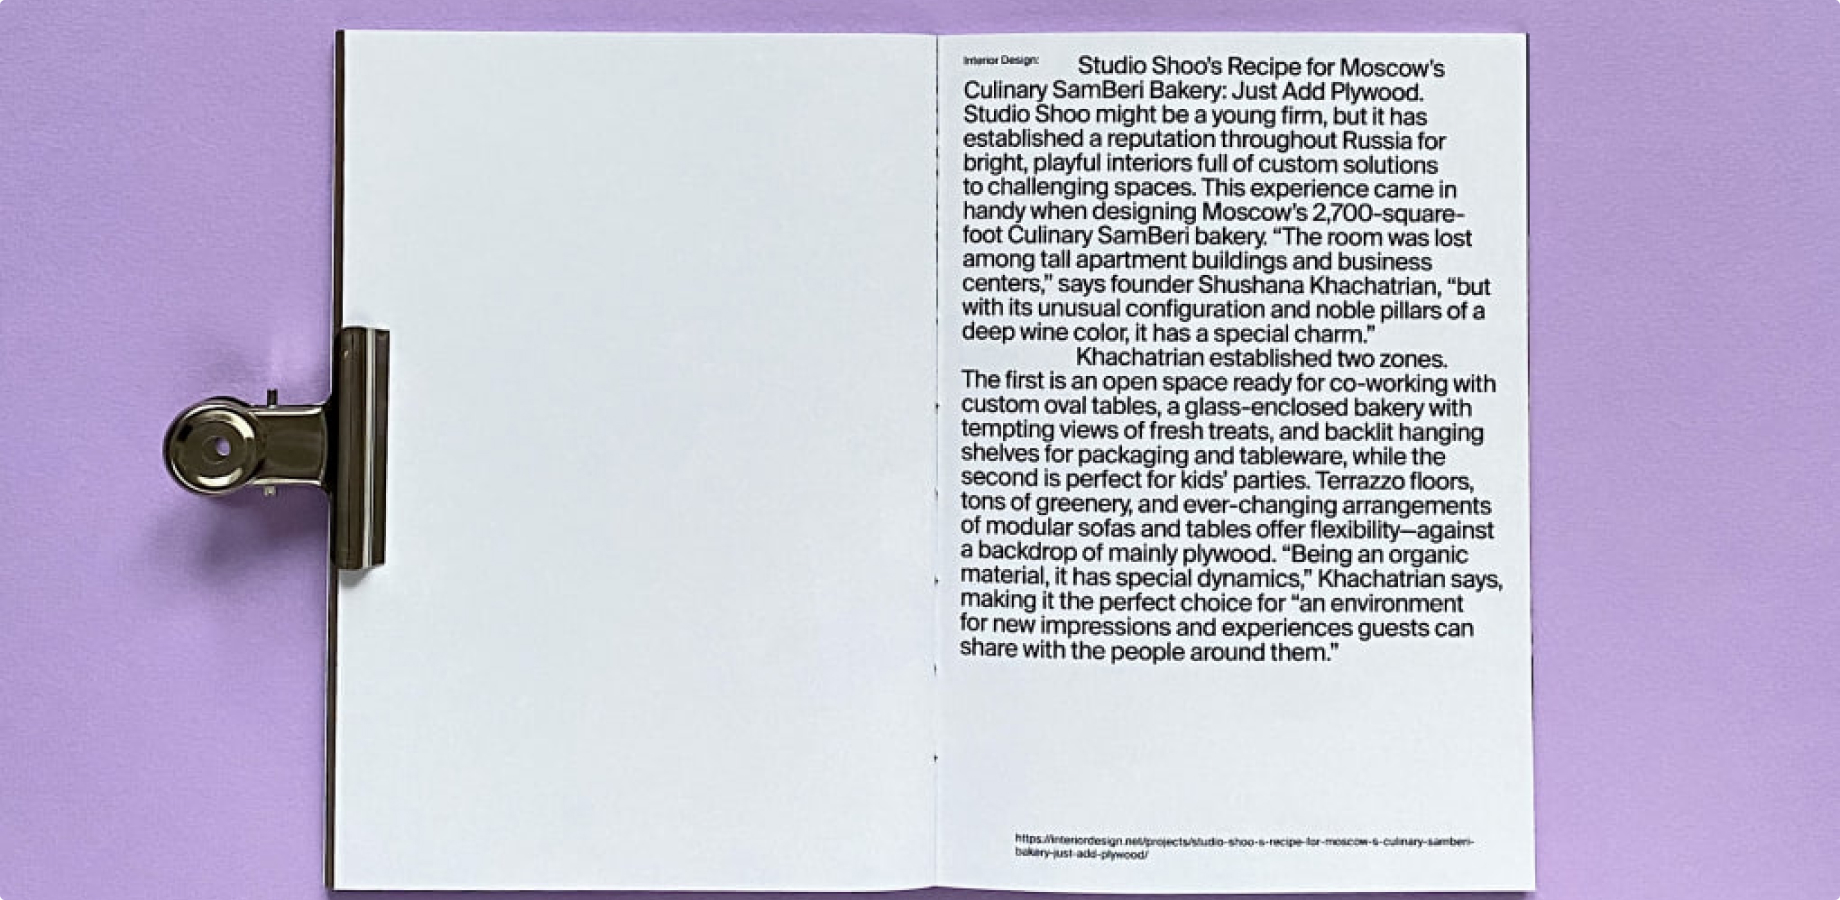 Interior Design: Studio Shoo's Recipe for Moscow's
Culinary SamBeri Bakery: Just Add Plywood.
Studio Shoo might be a young firm, but it has
established a reputation throughout Russia for
bright, playful interiors full of custom solutions
to challenging spaces. This experience came in
handy when designing Moscow's 2,700-square-
foot Culinary SamBeri bakery. “The room was lost
among tall apartment buildings and business
centers,” says founder Shushana Khachatrian, “but
with its unusual configuration and noble pillars of a
deep wine color, it has a special charm.”
Khachatrian established two zones.
The first is an open space ready for co-working with
custom oval tables, a glass-enclosed bakery with
tempting views of fresh treats, and backlit hanging
shelves for packaging and tableware, while the
second is perfect for kids' parties. Terrazzo floors,
tons of greenery, and ever-changing arrangements
of modular sofas and tables offer flexibility—against
a backdrop of mainly plywood. “Being an organic
material, it has special dynamics,” Khachatrian says,
making it the perfect choice for “an environment
for new impressions and experiences guests can
share with the people around them.”
https://interiordesign.net/projects/studio-shoo-s-recipe-for-moscow-s-culinary-samberi-
bakery-just-add-plywood/